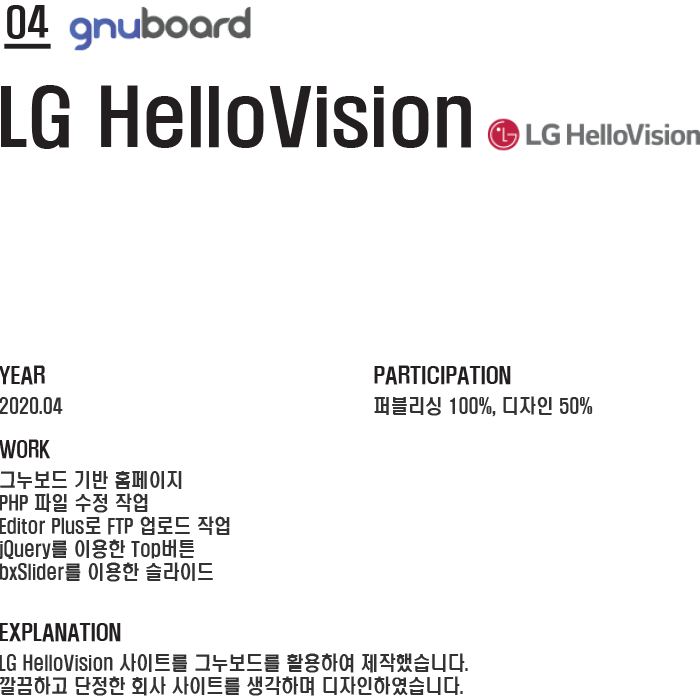 04 gnuboard
LG HelloVision LG HelloVision
YEAR
2020.04
PARTICIPATION
퍼블리싱 100%, 디자인 50%
WORK
그누보드 기반 홈페이지
PHP 파일 수정 작업
Editor Plus로 FTP 업로드 작업
jQuery를 이용한 Top버튼
bxSlider를 이용한 슬라이드
EXPLANATION
LG HelloVision 사이트를 그누보드를 활용하여 제작했습니다.
깔끔하고 단정한 회사 사이트를 생각하며 디자인하였습니다.